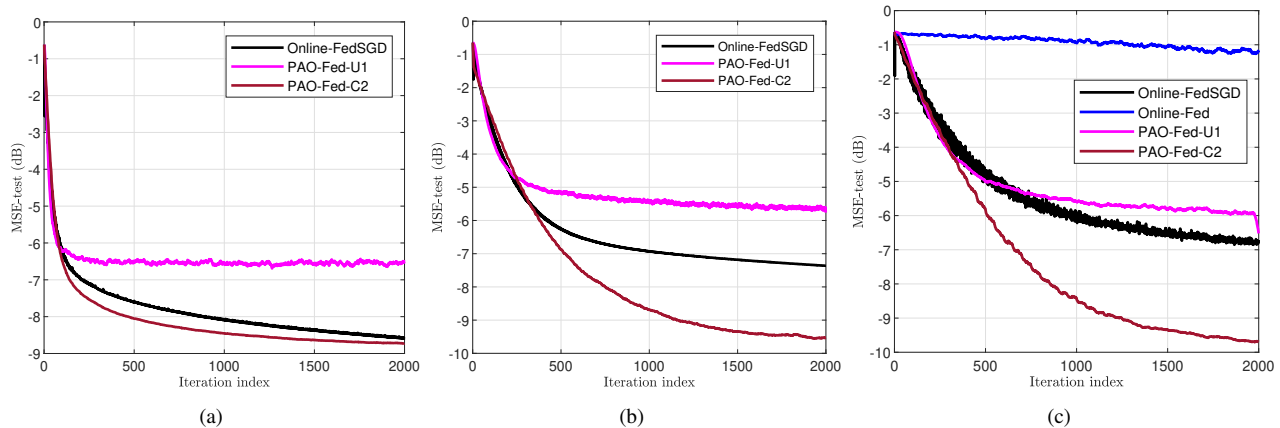 0
-1
-2
-3
-4
-5
-6
-7
-8
-9
MSE-test (dB)
0
500
1000
1500
2000
Iteration index
Online-FedSGD
PAO-Fed-U1
PAO-Fed-C2
(a)
0
-1
-2
-3
-4
-5
-6
-7
-8
-9
-10
MSE-test (dB)
0
500
1000
1500
2000
Iteration index
Online-FedSGD
PAO-Fed-U1
PAO-Fed-C2
(b)
0
-1
-2
-3
-4
-5
-6
-7
-8
-9
-10
MSE-test (dB)
0
500
1000
1500
2000
Iteration index
Online-FedSGD
Online-Fed
PAO-Fed-U1
PAO-Fed-C2
(c)